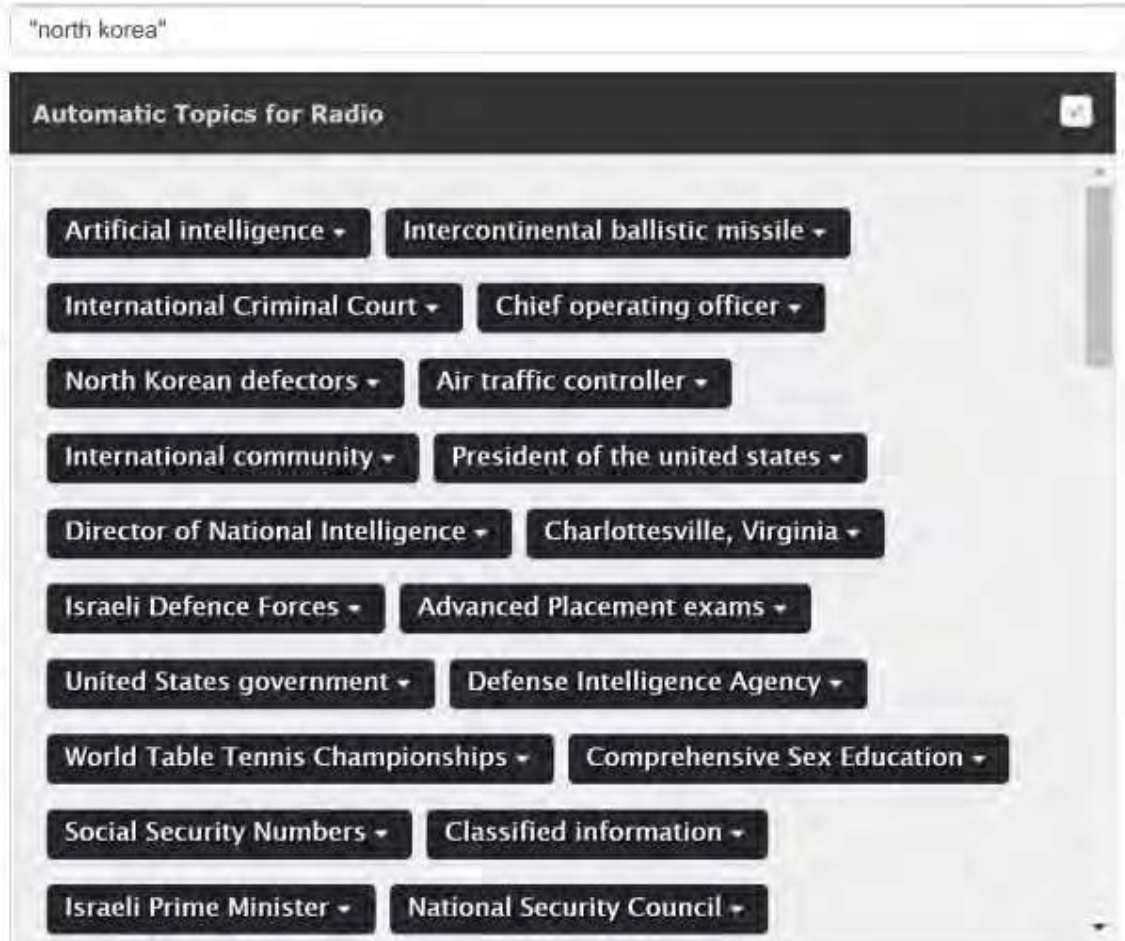 "north korea"
Automatic Topics for Radio
Artificial intelligence Intercontinental ballistic missile
International Criminal Court Chief operating officer
North Korean defectors Air traffic controller
International community President of the united states
Director of National Intelligence Charlottesville, Virginia
Israeli Defence Forces Advanced Placement exams
United States government Defense Intelligence Agency
World Table Tennis Championships Comprehensive Sex Education
Social Security Numbers Classified information
Israeli Prime Minister National Security Council